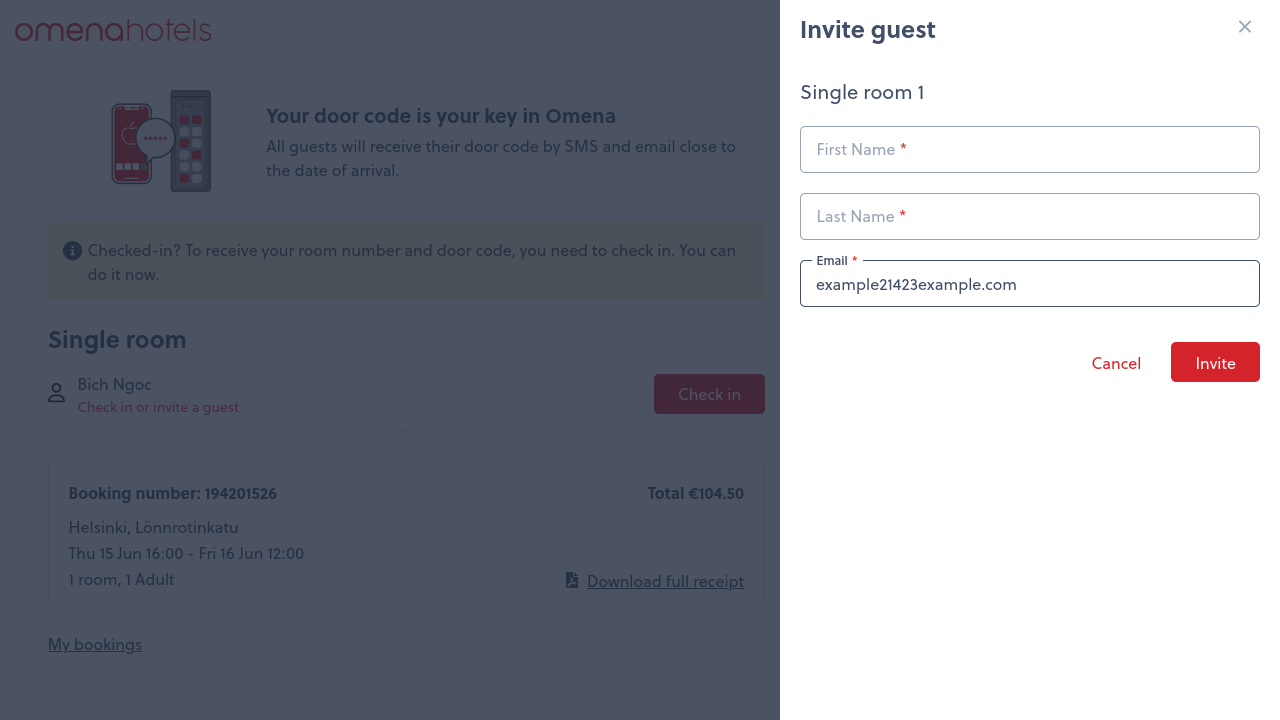 omenahotels
Your door code is your key in Omena
All guests will receive their door code by SMS and email close to
the date of arrival.
Checked-in? To receive your room number and door code, you need to check in. You can
do it now.
Single room
Bich Ngoc
Check in or invite a guest
Check in
Booking number: 194201526
Total €104.50
Helsinki, Lönnrotinkatu
Thu 15 Jun 16:00 - Fri 16 Jun 12:00
1 room, 1 Adult
Download full receipt
My bookings
Invite guest
Single room 1
First Name *
Last Name *
Email *
example21423example.com
Cancel
Invite